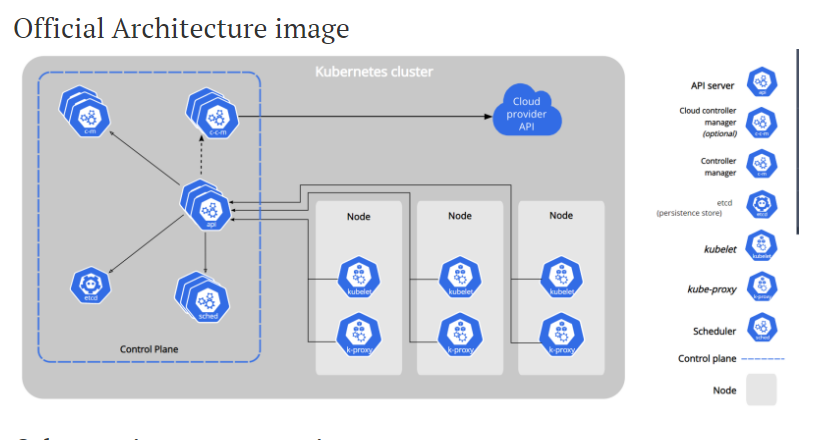 Official Architecture image
Kubernetes cluster
c-m
c-c-m
Cloud
provider
API
api
etcd
sched
Control Plane
Node
Node
Node
kubelet
kubelet
kubelet
k-proxy
k-proxy
k-proxy
API server
api
Cloud controller
manager
(optional)
c-c-m
Controller
manager
c-m
etcd
(persistence store)
etcd
kubelet
kubelet
kube-proxy
k-proxy
Scheduler
sched
Control plane
Node